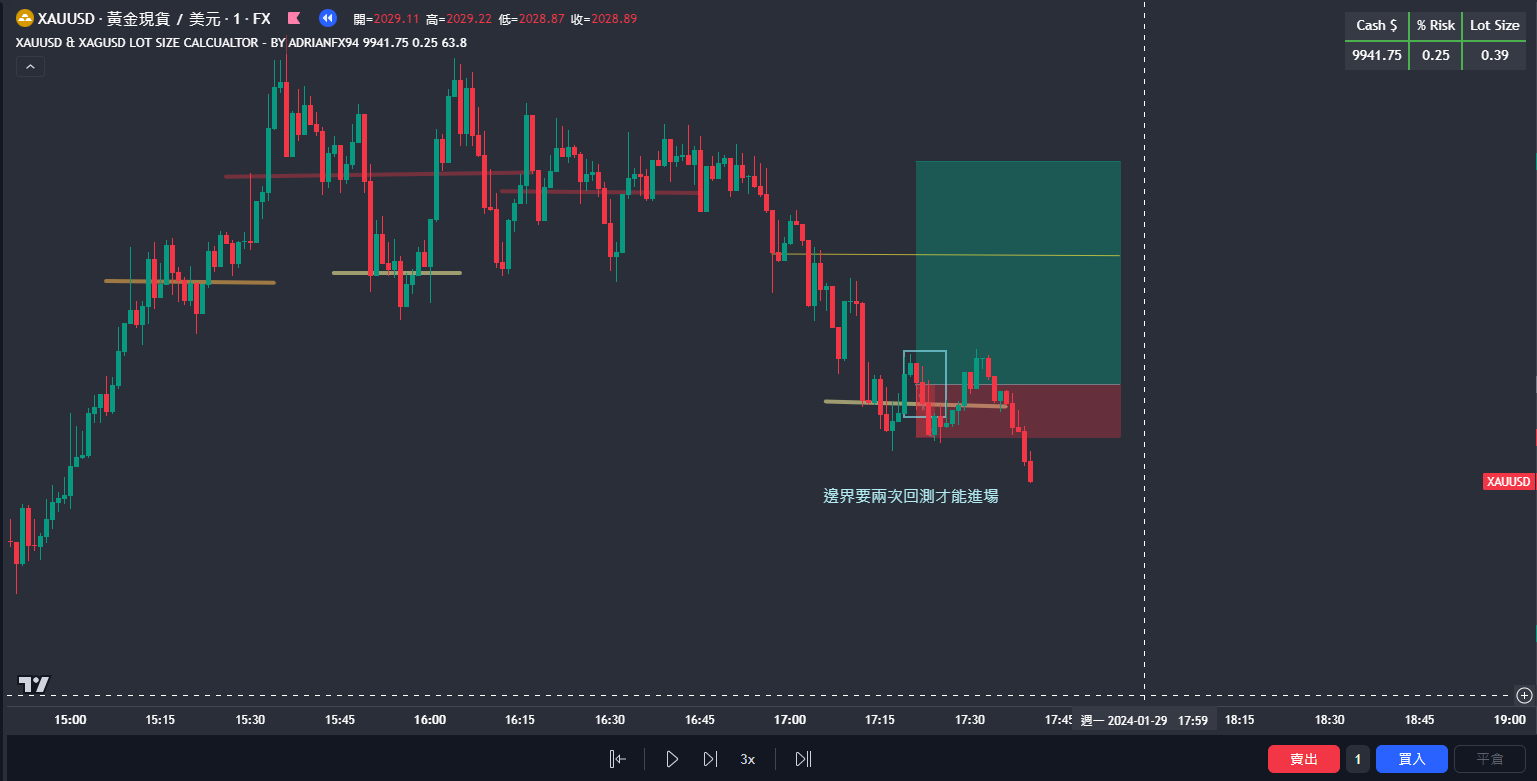 XAUUSD · 黃金現貨 / 美元 · 1 · FX 開=2029.11 高=2029.22 低=2028.87 收=2028.89
XAUUSD & XAGUSD LOT SIZE CALCUALTOR - BY ADRIANFX94 9941.75 0.25 63.8
Cash $ % Risk Lot Size
9941.75 0.25 0.39
XAUUSD
邊界要兩次回測才能進場
15:00 15:15 15:30 15:45 16:00 16:15 16:30 16:45 17:00 17:15 17:30 17:45 週一 2024-01-29 17:59 18:15 18:30 18:45 19:00
3x
賣出 1 買入 平倉